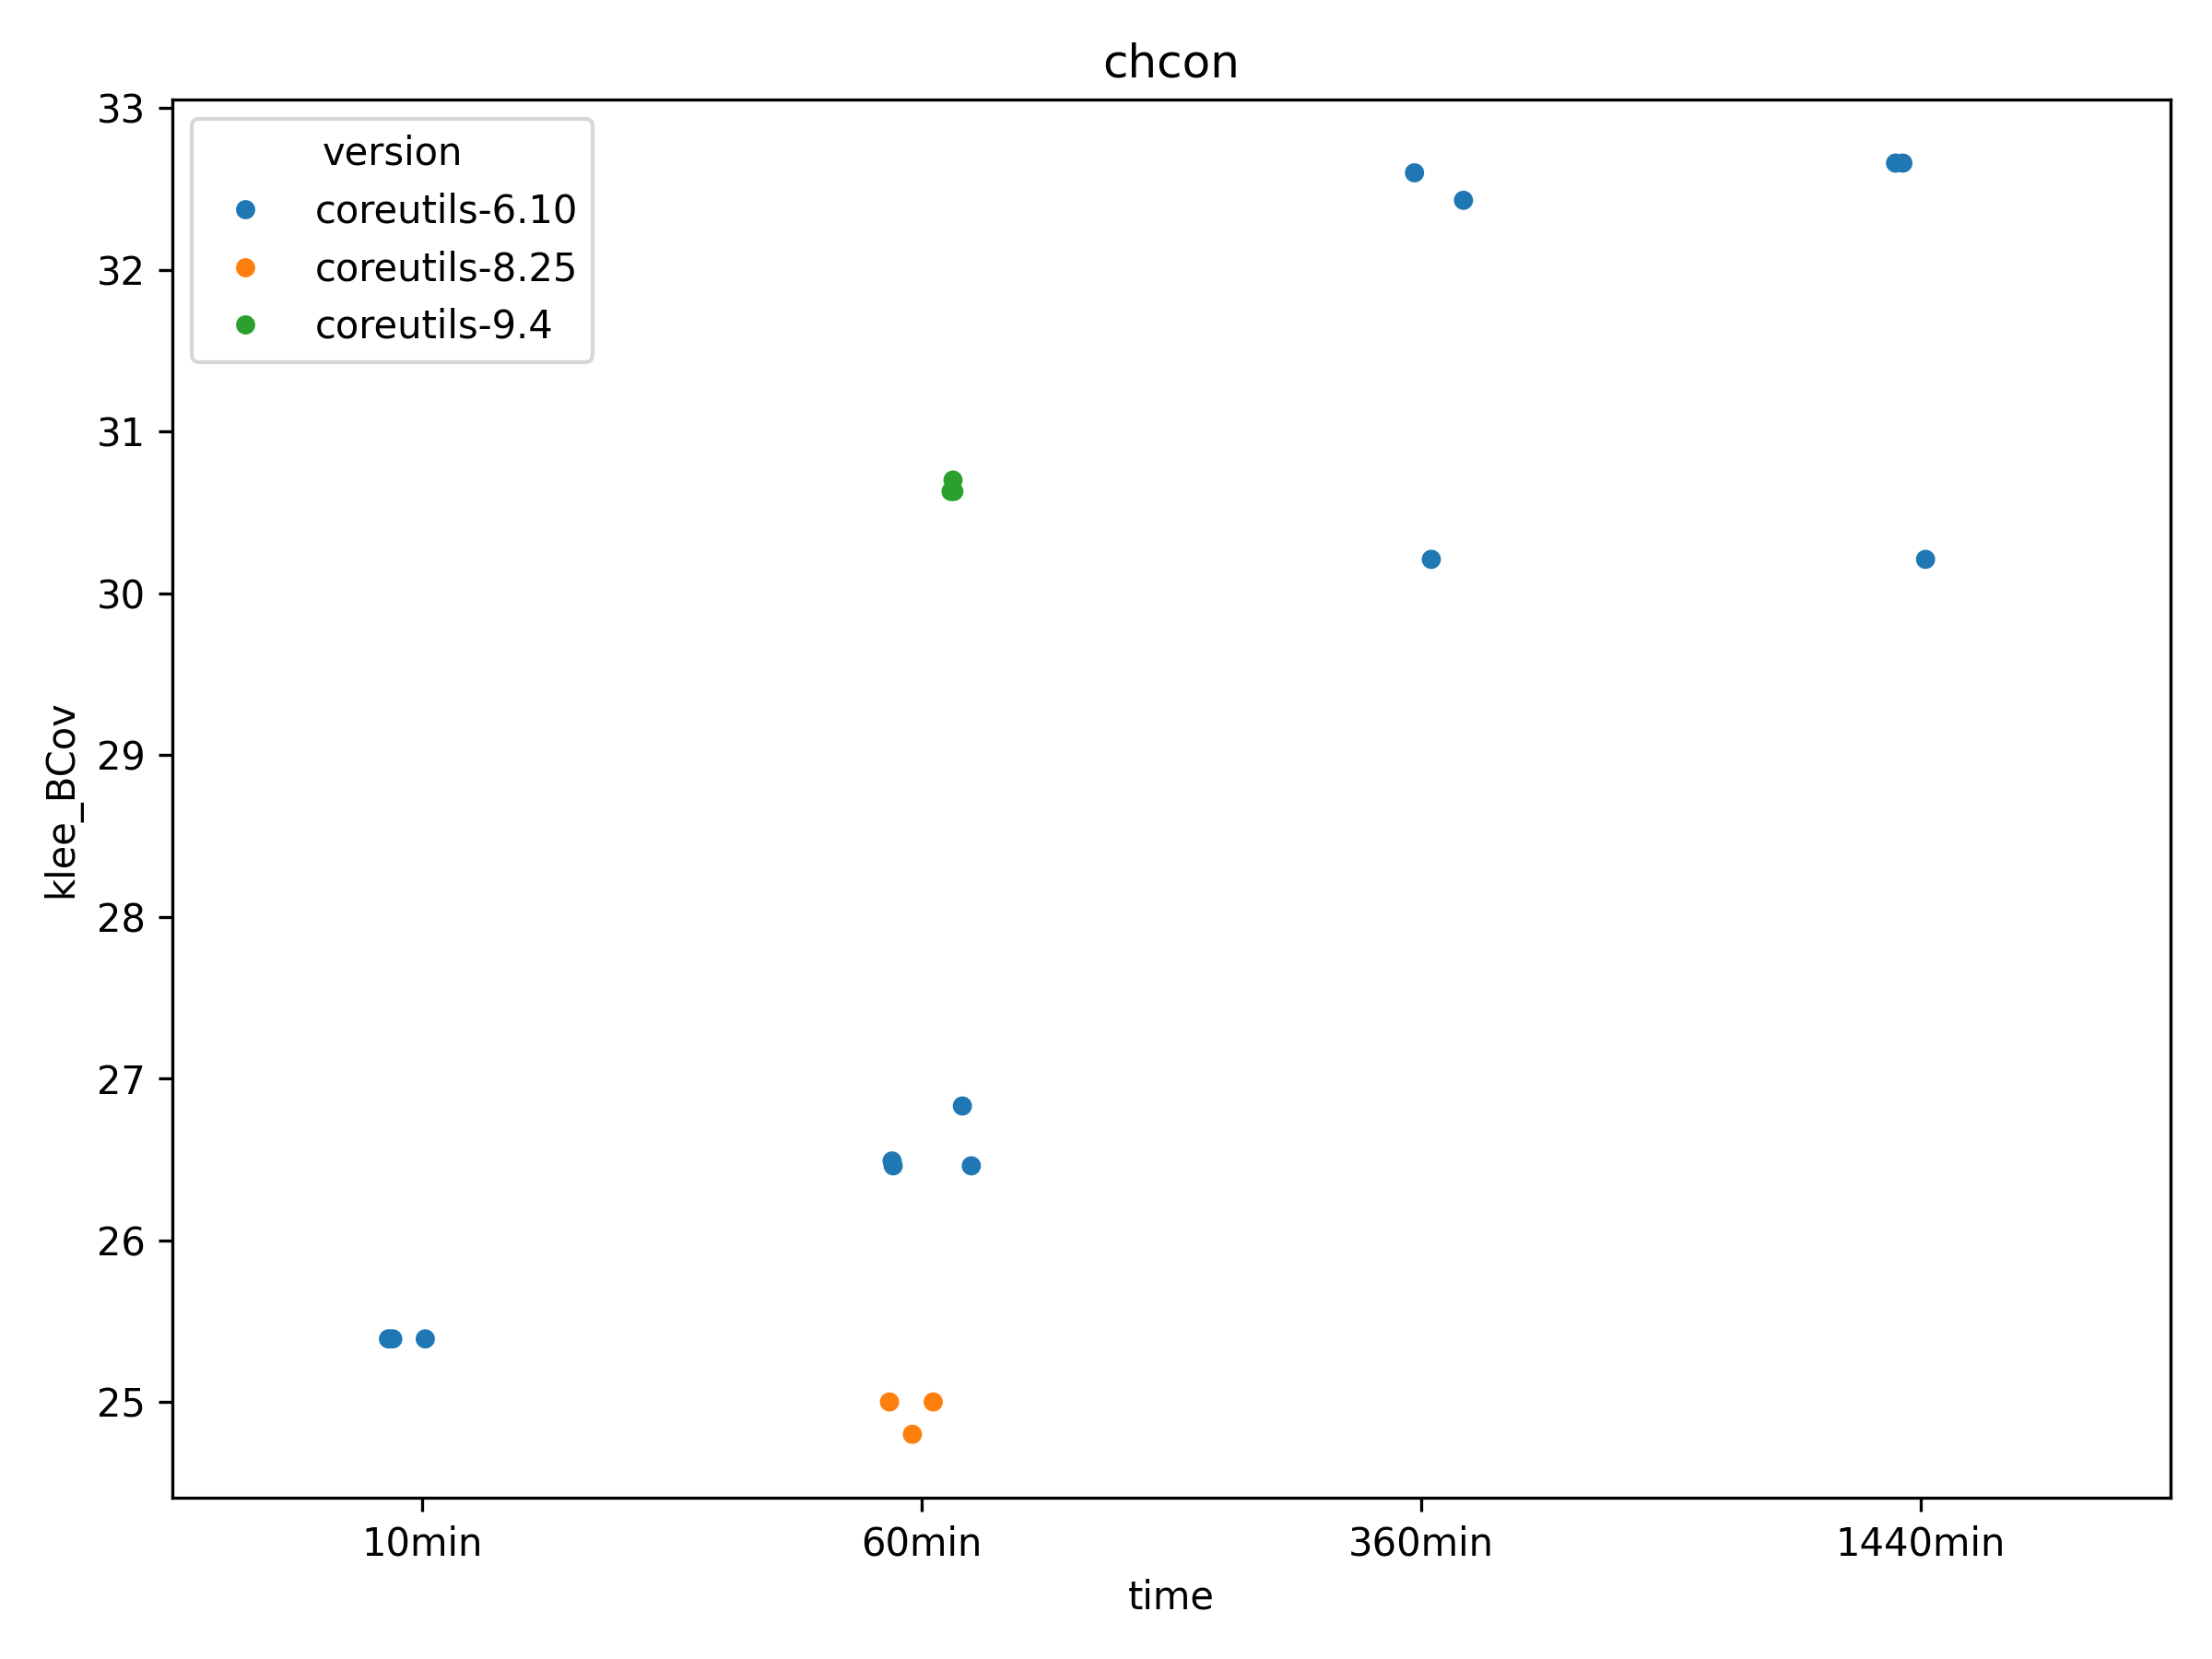 chcon
version
coreutils-6.10
coreutils-8.25
coreutils-9.4
33
32
31
30
29
28
27
26
25
klee_BCov
10min
60min
360min
1440min
time